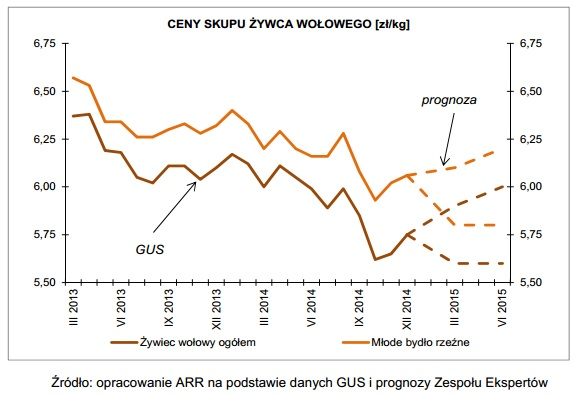 CENY SKUPU ŻYWCA WOŁOWEGO [zł/kg]
6,75 6,75
6,50 6,50
6,25 6,25
6,00 6,00
5,75 5,75
5,50 5,50
prognoza
GUS
III 2013 VI 2013 IX 2013 XII 2013 III 2014 VI 2014 IX 2014 XII 2014 III 2015 VI 2015
Żywiec wołowy ogółem Młode bydło rzeźne
Źródło: opracowanie ARR na podstawie danych GUS i prognozy Zespołu Ekspertów